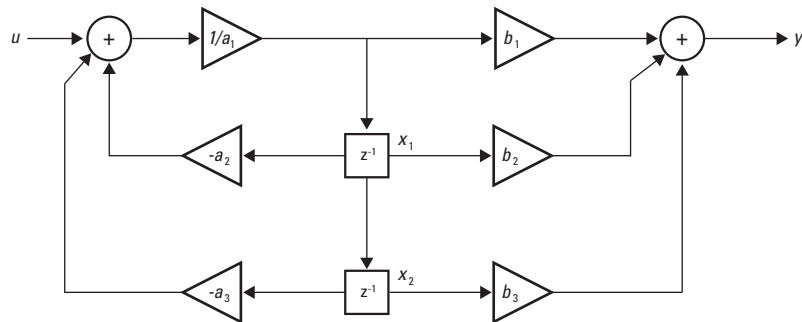 u + 1/a₁ b₁ + y
-a₂ z⁻¹ x₁ b₂
-a₃ z⁻¹ x₂ b₃